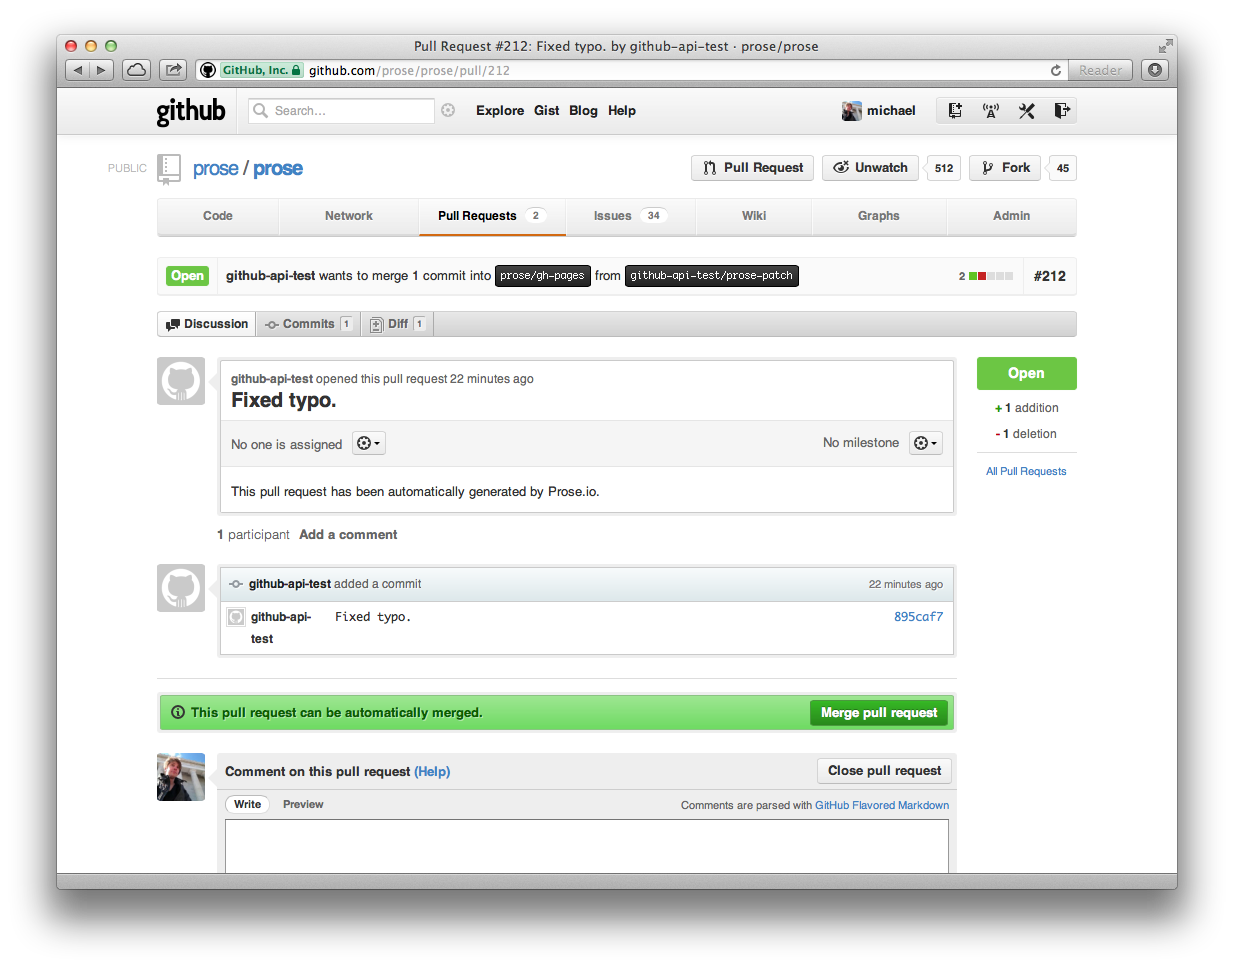 Pull Request #212: Fixed typo. by github-api-test · prose/prose
GitHub, Inc. github.com/prose/prose/pull/212 Reader
github Search... Explore Gist Blog Help michael
PUBLIC prose / prose Pull Request Unwatch 512 Fork 45
Code Network Pull Requests 2 Issues 34 Wiki Graphs Admin
Open github-api-test wants to merge 1 commit into prose/gh-pages from github-api-test/prose-patch 2 #212
Discussion Commits 1 Diff 1
github-api-test opened this pull request 22 minutes ago
Open
Fixed typo.
+ 1 addition
No one is assigned No milestone
- 1 deletion
All Pull Requests
This pull request has been automatically generated by Prose.io.
1 participant Add a comment
github-api-test added a commit 22 minutes ago
github-api- Fixed typo. 895caf7
test
This pull request can be automatically merged. Merge pull request
Comment on this pull request (Help) Close pull request
Write Preview Comments are parsed with GitHub Flavored Markdown